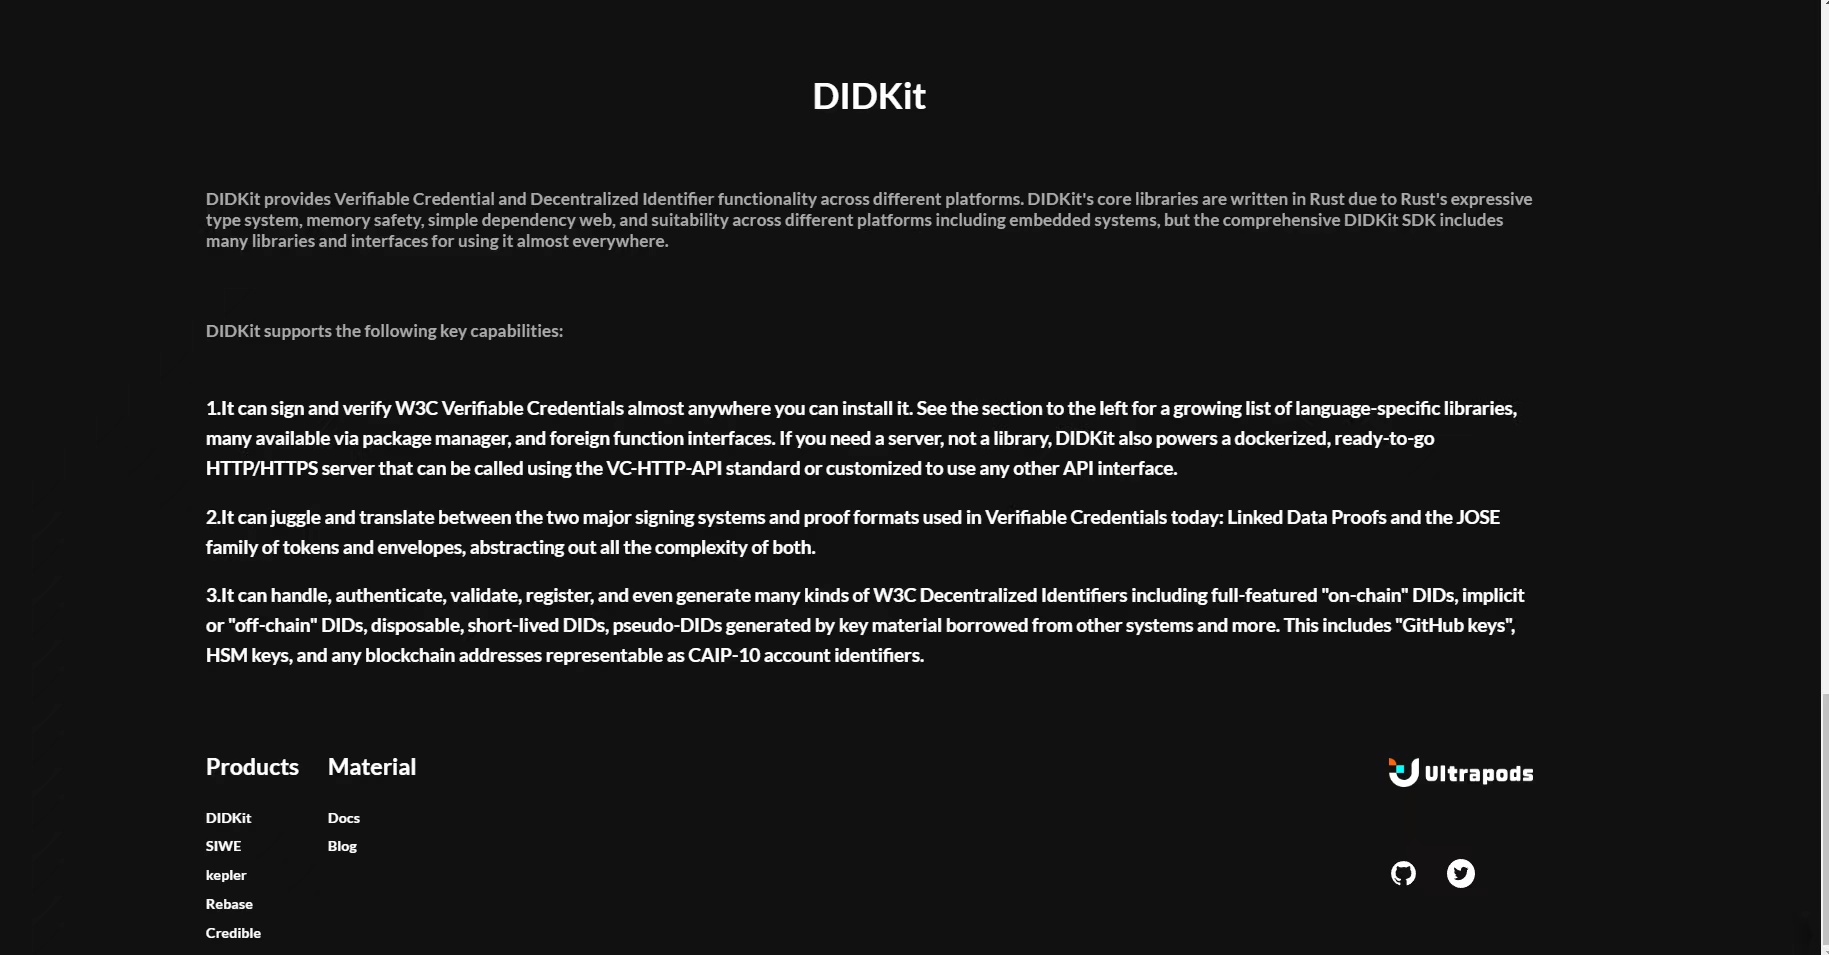 DIDKit
DIDKit provides Verifiable Credential and Decentralized Identifier functionality across different platforms. DIDKit's core libraries are written in Rust due to Rust's expressive
type system, memory safety, simple dependency web, and suitability across different platforms including embedded systems, but the comprehensive DIDKit SDK includes
many libraries and interfaces for using it almost everywhere.
DIDKit supports the following key capabilities:
1.It can sign and verify W3C Verifiable Credentials almost anywhere you can install it. See the section to the left for a growing list of language-specific libraries,
many available via package manager, and foreign function interfaces. If you need a server, not a library, DIDKit also powers a dockerized, ready-to-go
HTTP/HTTPS server that can be called using the VC-HTTP-API standard or customized to use any other API interface.
2.It can juggle and translate between the two major signing systems and proof formats used in Verifiable Credentials today: Linked Data Proofs and the JOSE
family of tokens and envelopes, abstracting out all the complexity of both.
3.It can handle, authenticate, validate, register, and even generate many kinds of W3C Decentralized Identifiers including full-featured "on-chain" DIDs, implicit
or "off-chain" DIDs, disposable, short-lived DIDs, pseudo-DIDs generated by key material borrowed from other systems and more. This includes "GitHub keys",
HSM keys, and any blockchain addresses representable as CAIP-10 account identifiers.
Products
DIDKit
SIWE
kepler
Rebase
Credible
Material
Docs
Blog
Ultrapods